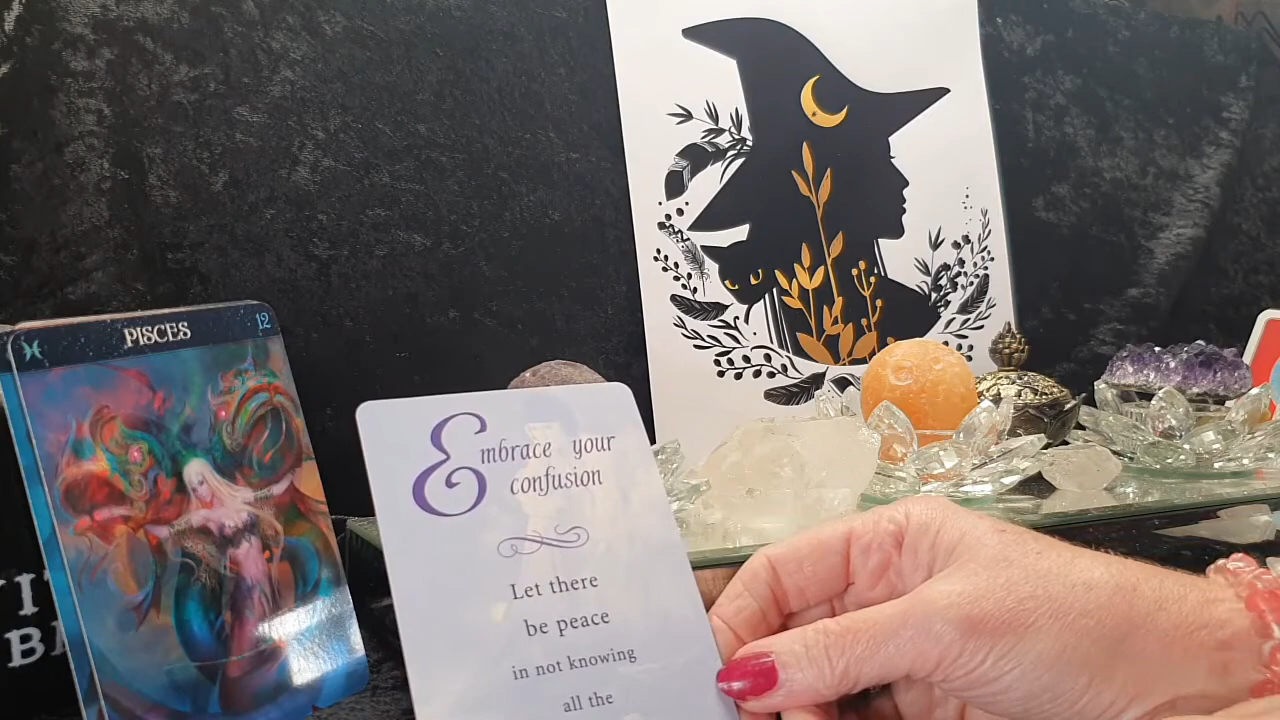 PISCES 12
Embrace your
confusion
Let there
be peace
in not knowing
all the